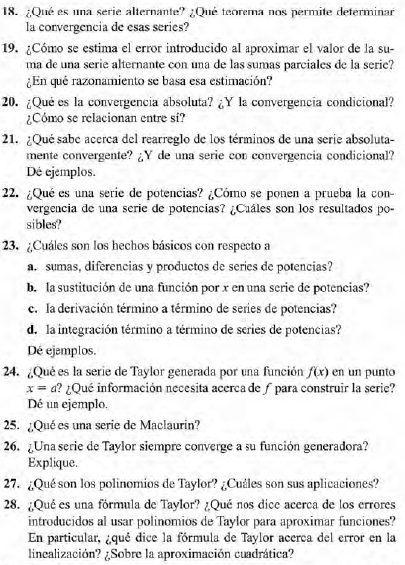 18. ¿Qué es una serie alternante? ¿Qué teorema nos permite determinar
la convergencia de esas series?
19. ¿Cómo se estima el error introducido al aproximar el valor de la su-
ma de una serie alternante con una de las sumas parciales de la serie?
¿En qué razonamiento se basa esa estimación?
20. ¿Qué es la convergencia absoluta? ¿Y la convergencia condicional?
¿Cómo se relacionan entre sí?
21. ¿Qué sabe acerca del rearreglo de los términos de una serie absoluta-
mente convergente? ¿Y de una serie con convergencia condicional?
Dé ejemplos.
22. ¿Qué es una serie de potencias? ¿Cómo se ponen a prueba la con-
vergencia de una serie de potencias? ¿Cuáles son los resultados po-
sibles?
23. ¿Cuáles son los hechos básicos con respecto a
a. sumas, diferencias y productos de series de potencias?
b. la sustitución de una función por x en una serie de potencias?
c. la derivación término a término de series de potencias?
d. la integración término a término de series de potencias?
Dé ejemplos.
24. ¿Qué es la serie de Taylor generada por una función f(x) en un punto
x = a? ¿Qué información necesita acerca de f para construir la serie?
Dé un ejemplo.
25. ¿Qué es una serie de Maclaurin?
26. ¿Una serie de Taylor siempre converge a su función generadora?
Explique.
27. ¿Qué son los polinomios de Taylor? ¿Cuáles son sus aplicaciones?
28. ¿Qué es una fórmula de Taylor? ¿Qué nos dice acerca de los errores
introducidos al usar polinomios de Taylor para aproximar funciones?
En particular, ¿qué dice la fórmula de Taylor acerca del error en la
linealización? ¿Sobre la aproximación cuadrática?